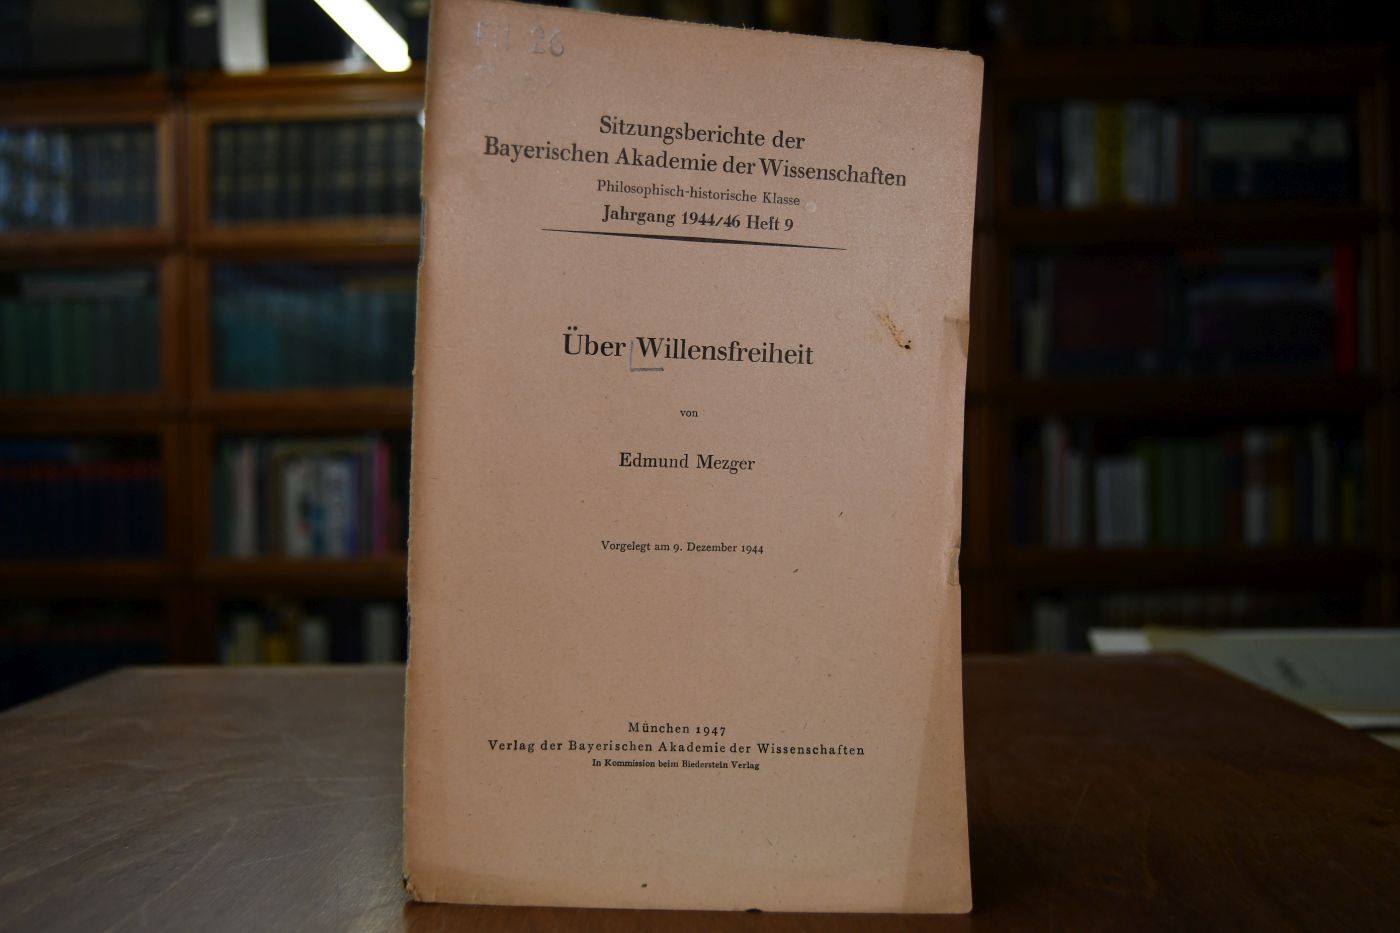 26
Sitzungsberichte der
Bayerischen Akademie der Wissenschaften
Philosophisch-historische Klasse
Jahrgang 1944/46 Heft 9
Über Willensfreiheit
von
Edmund Mezger
Vorgelegt am 9. Dezember 1944
München 1947
Verlag der Bayerischen Akademie der Wissenschaften
In Kommission beim Biederstein Verlag